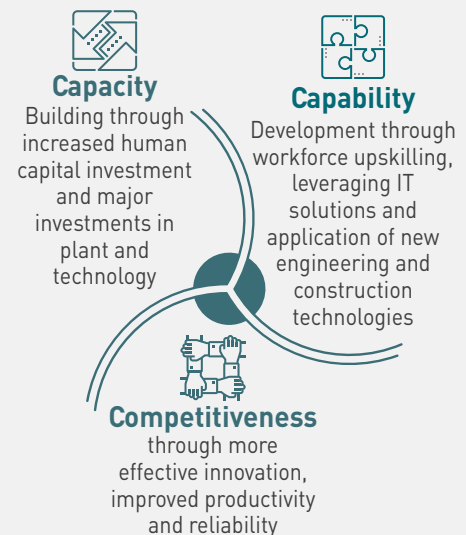 Capacity
Building through
increased human
capital investment
and major
investments in
plant and
technology
Capability
Development through
workforce upskilling,
leveraging IT
solutions and
application of new
engineering and
construction
technologies
Competitiveness
through more
effective innovation,
improved productivity
and reliability